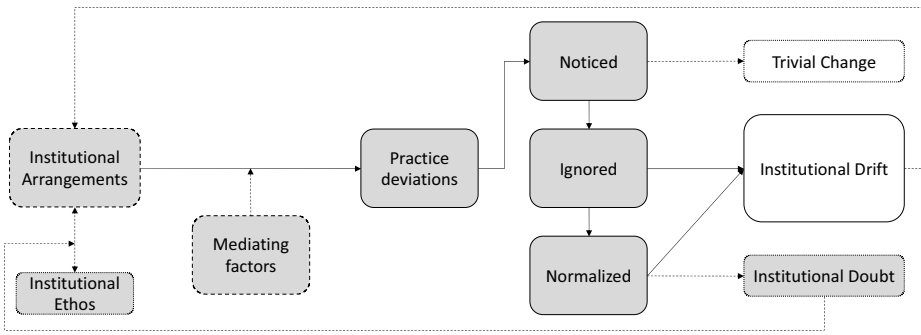 Noticed
Trivial Change
Institutional
Arrangements
Practice
deviations
Ignored
Institutional Drift
Mediating
factors
Normalized
Institutional Doubt
Institutional
Ethos